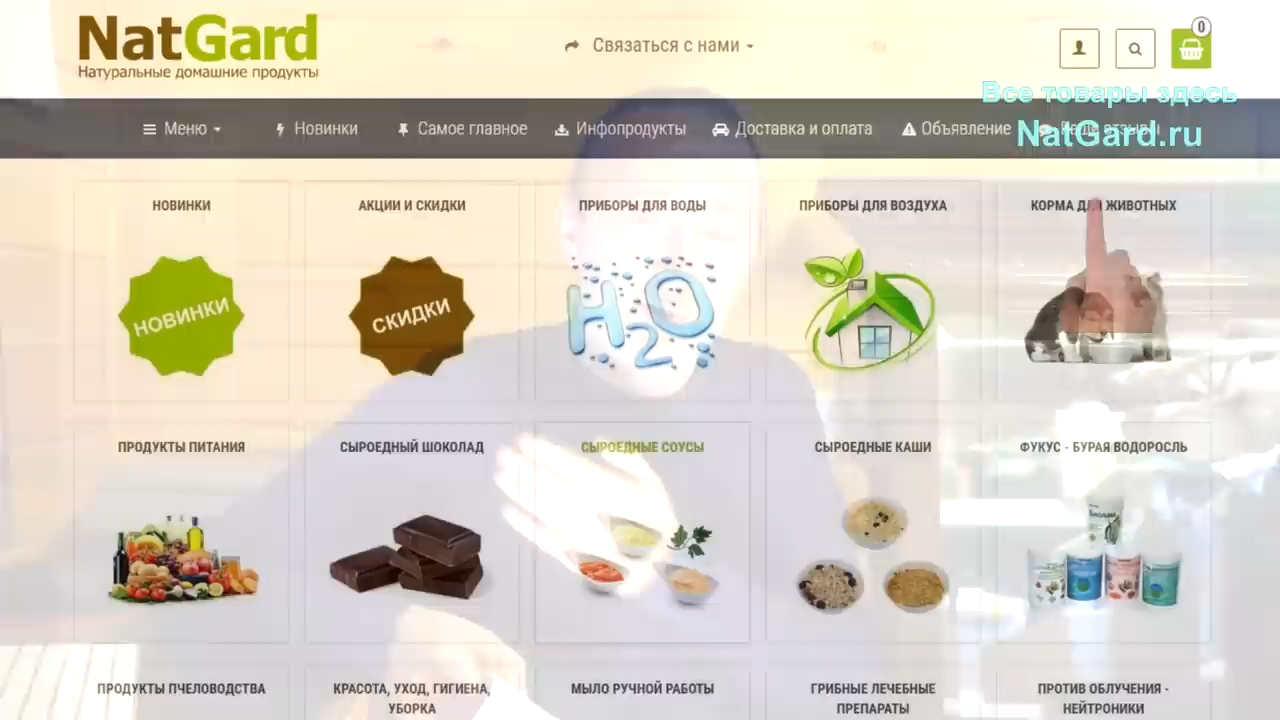 NatGard
Натуральные домашние продукты
Связаться с нами
0
Все товары здесь
NatGard.ru
Меню
Новинки
Самое главное
Инфопродукты
Доставка и оплата
Объявление
НОВИНКИ
АКЦИИ И СКИДКИ
ПРИБОРЫ ДЛЯ ВОДЫ
ПРИБОРЫ ДЛЯ ВОЗДУХА
КОРМА ДЛЯ ЖИВОТНЫХ
НОВИНКИ
СКИДКИ
H2O
ПРОДУКТЫ ПИТАНИЯ
СЫРОЕДНЫЙ ШОКОЛАД
СЫРОЕДНЫЕ СОУСЫ
СЫРОЕДНЫЕ КАШИ
ФУКУС - БУРАЯ ВОДОРОСЛЬ
ПРОДУКТЫ ПЧЕЛОВОДСТВА
КРАСОТА, УХОД, ГИГИЕНА,
УБОРКА
МЫЛО РУЧНОЙ РАБОТЫ
ГРИБНЫЕ ЛЕЧЕБНЫЕ
ПРЕПАРАТЫ
ПРОТИВ ОБЛУЧЕНИЯ -
НЕЙТРОНИКИ